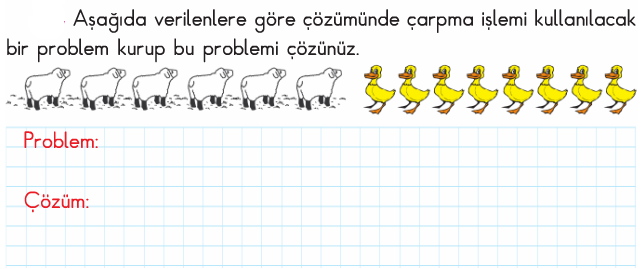 Aşağıda verilenlere göre çözümünde çarpma işlemi kullanılacak
bir problem kurup bu problemi çözünüz.
Problem:
Çözüm: